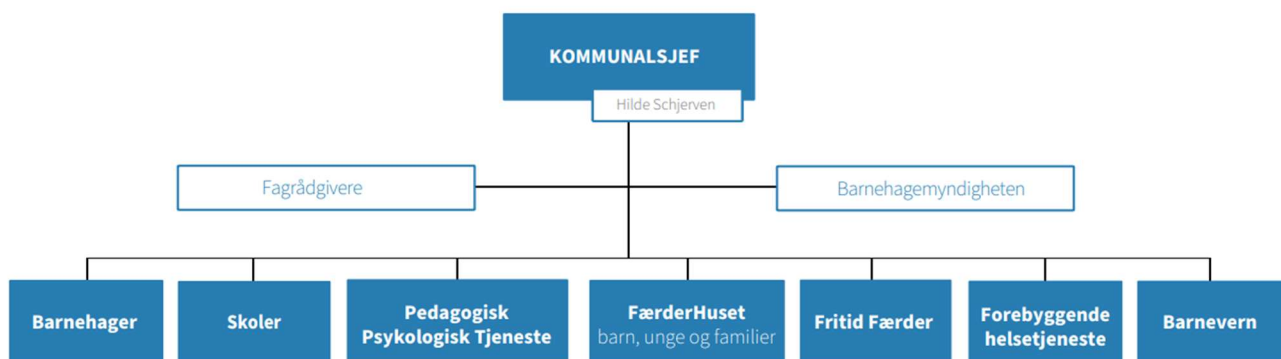 KOMMUNALSJEF
Hilde Schjerven
Fagrådgivere
Barnehagemyndigheten
Barnehager
Skoler
Pedagogisk
Psykologisk Tjeneste
FærderHuset
barn, unge og familier
Fritid Færder
Forebyggende
helsetjeneste
Barnevern